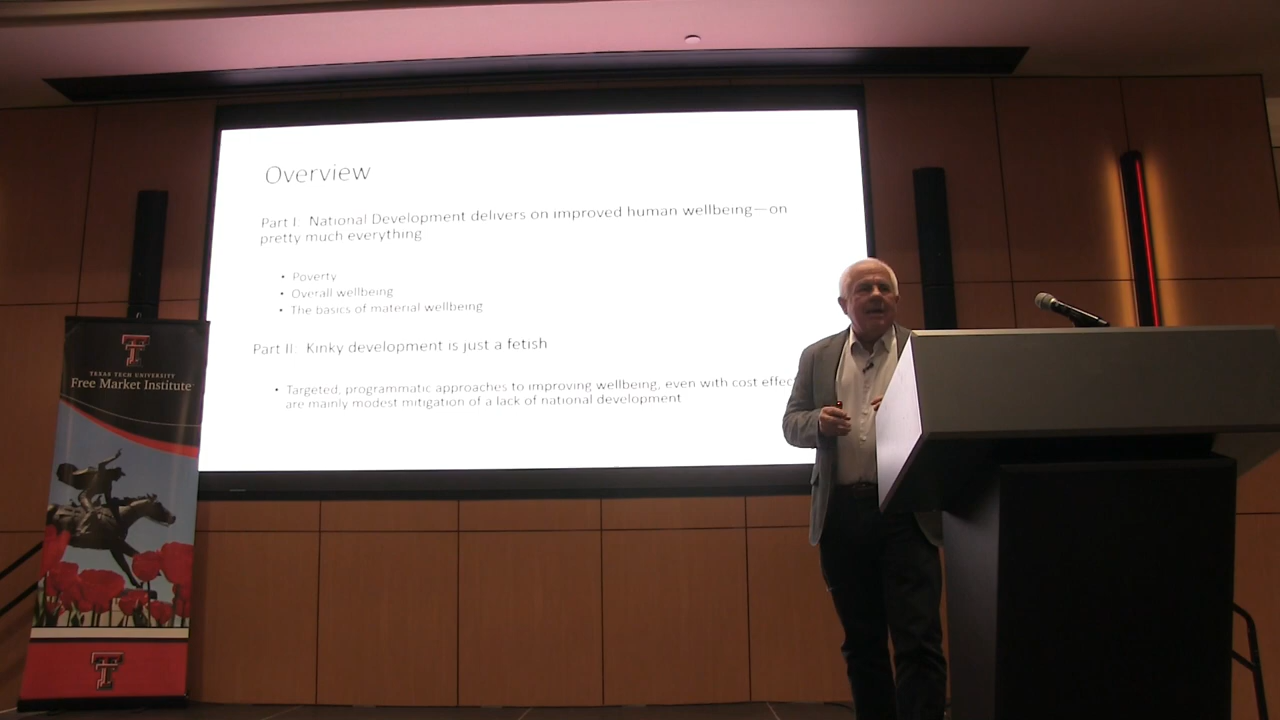 Overview
Part I. National Development delivers on improved human wellbeing—on
pretty much everything
• Poverty
• Overall wellbeing
• The basics of material wellbeing
Part II. Kinky development is just a fetish
• Targeted, programmatic approaches to improving wellbeing, even with cost effec
are mainly modest mitigation of a lack of national development
TEXAS TECH UNIVERSITY
Free Market Institute